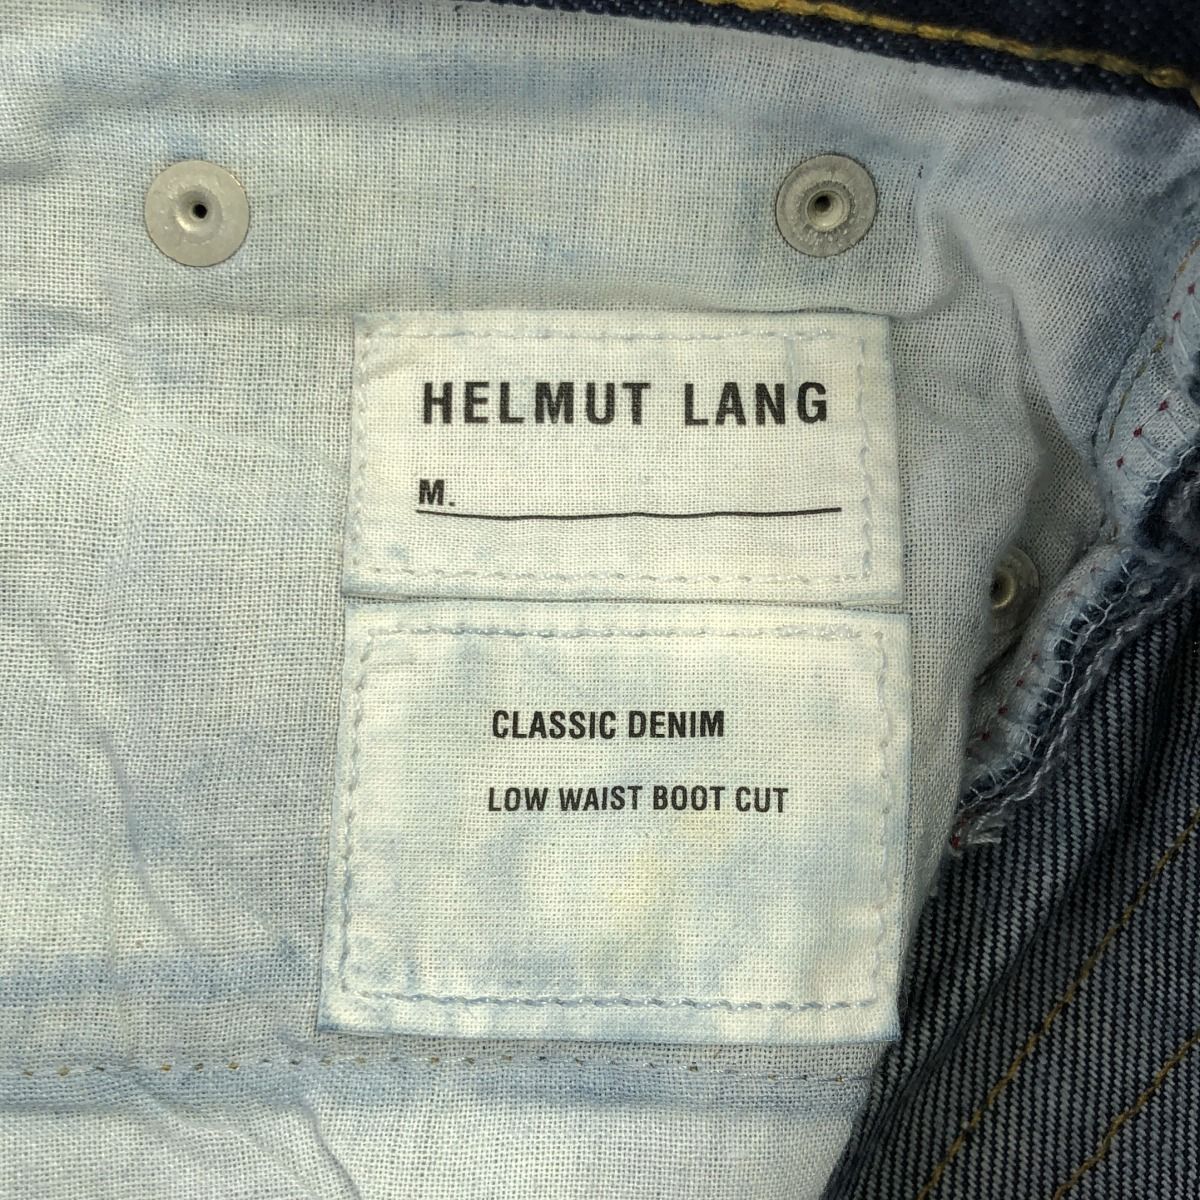 HELMUT LANG
M.
CLASSIC DENIM
LOW WAIST BOOT CUT